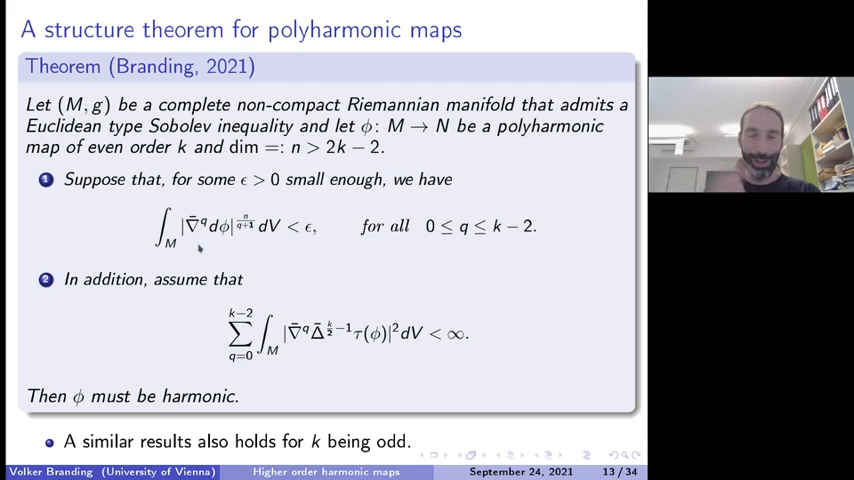 A structure theorem for polyharmonic maps
Theorem (Branding, 2021)
Let (M, g) be a complete non-compact Riemannian manifold that admits a
Euclidean type Sobolev inequality and let ϕ: M → N be a polyharmonic
map of even order k and dim =: n > 2k − 2.
1 Suppose that, for some ϵ > 0 small enough, we have
∫_M |∇̄^q dϕ|^{n/(q+1)} dV < ϵ, for all 0 ≤ q ≤ k − 2.
2 In addition, assume that
∑_{q=0}^{k−2} ∫_M |∇̄^q Δ̄^{k/2−1} τ(ϕ)|² dV < ∞.
Then ϕ must be harmonic.
• A similar results also holds for k being odd.
Volker Branding (University of Vienna) Higher order harmonic maps September 24, 2021 13 / 34